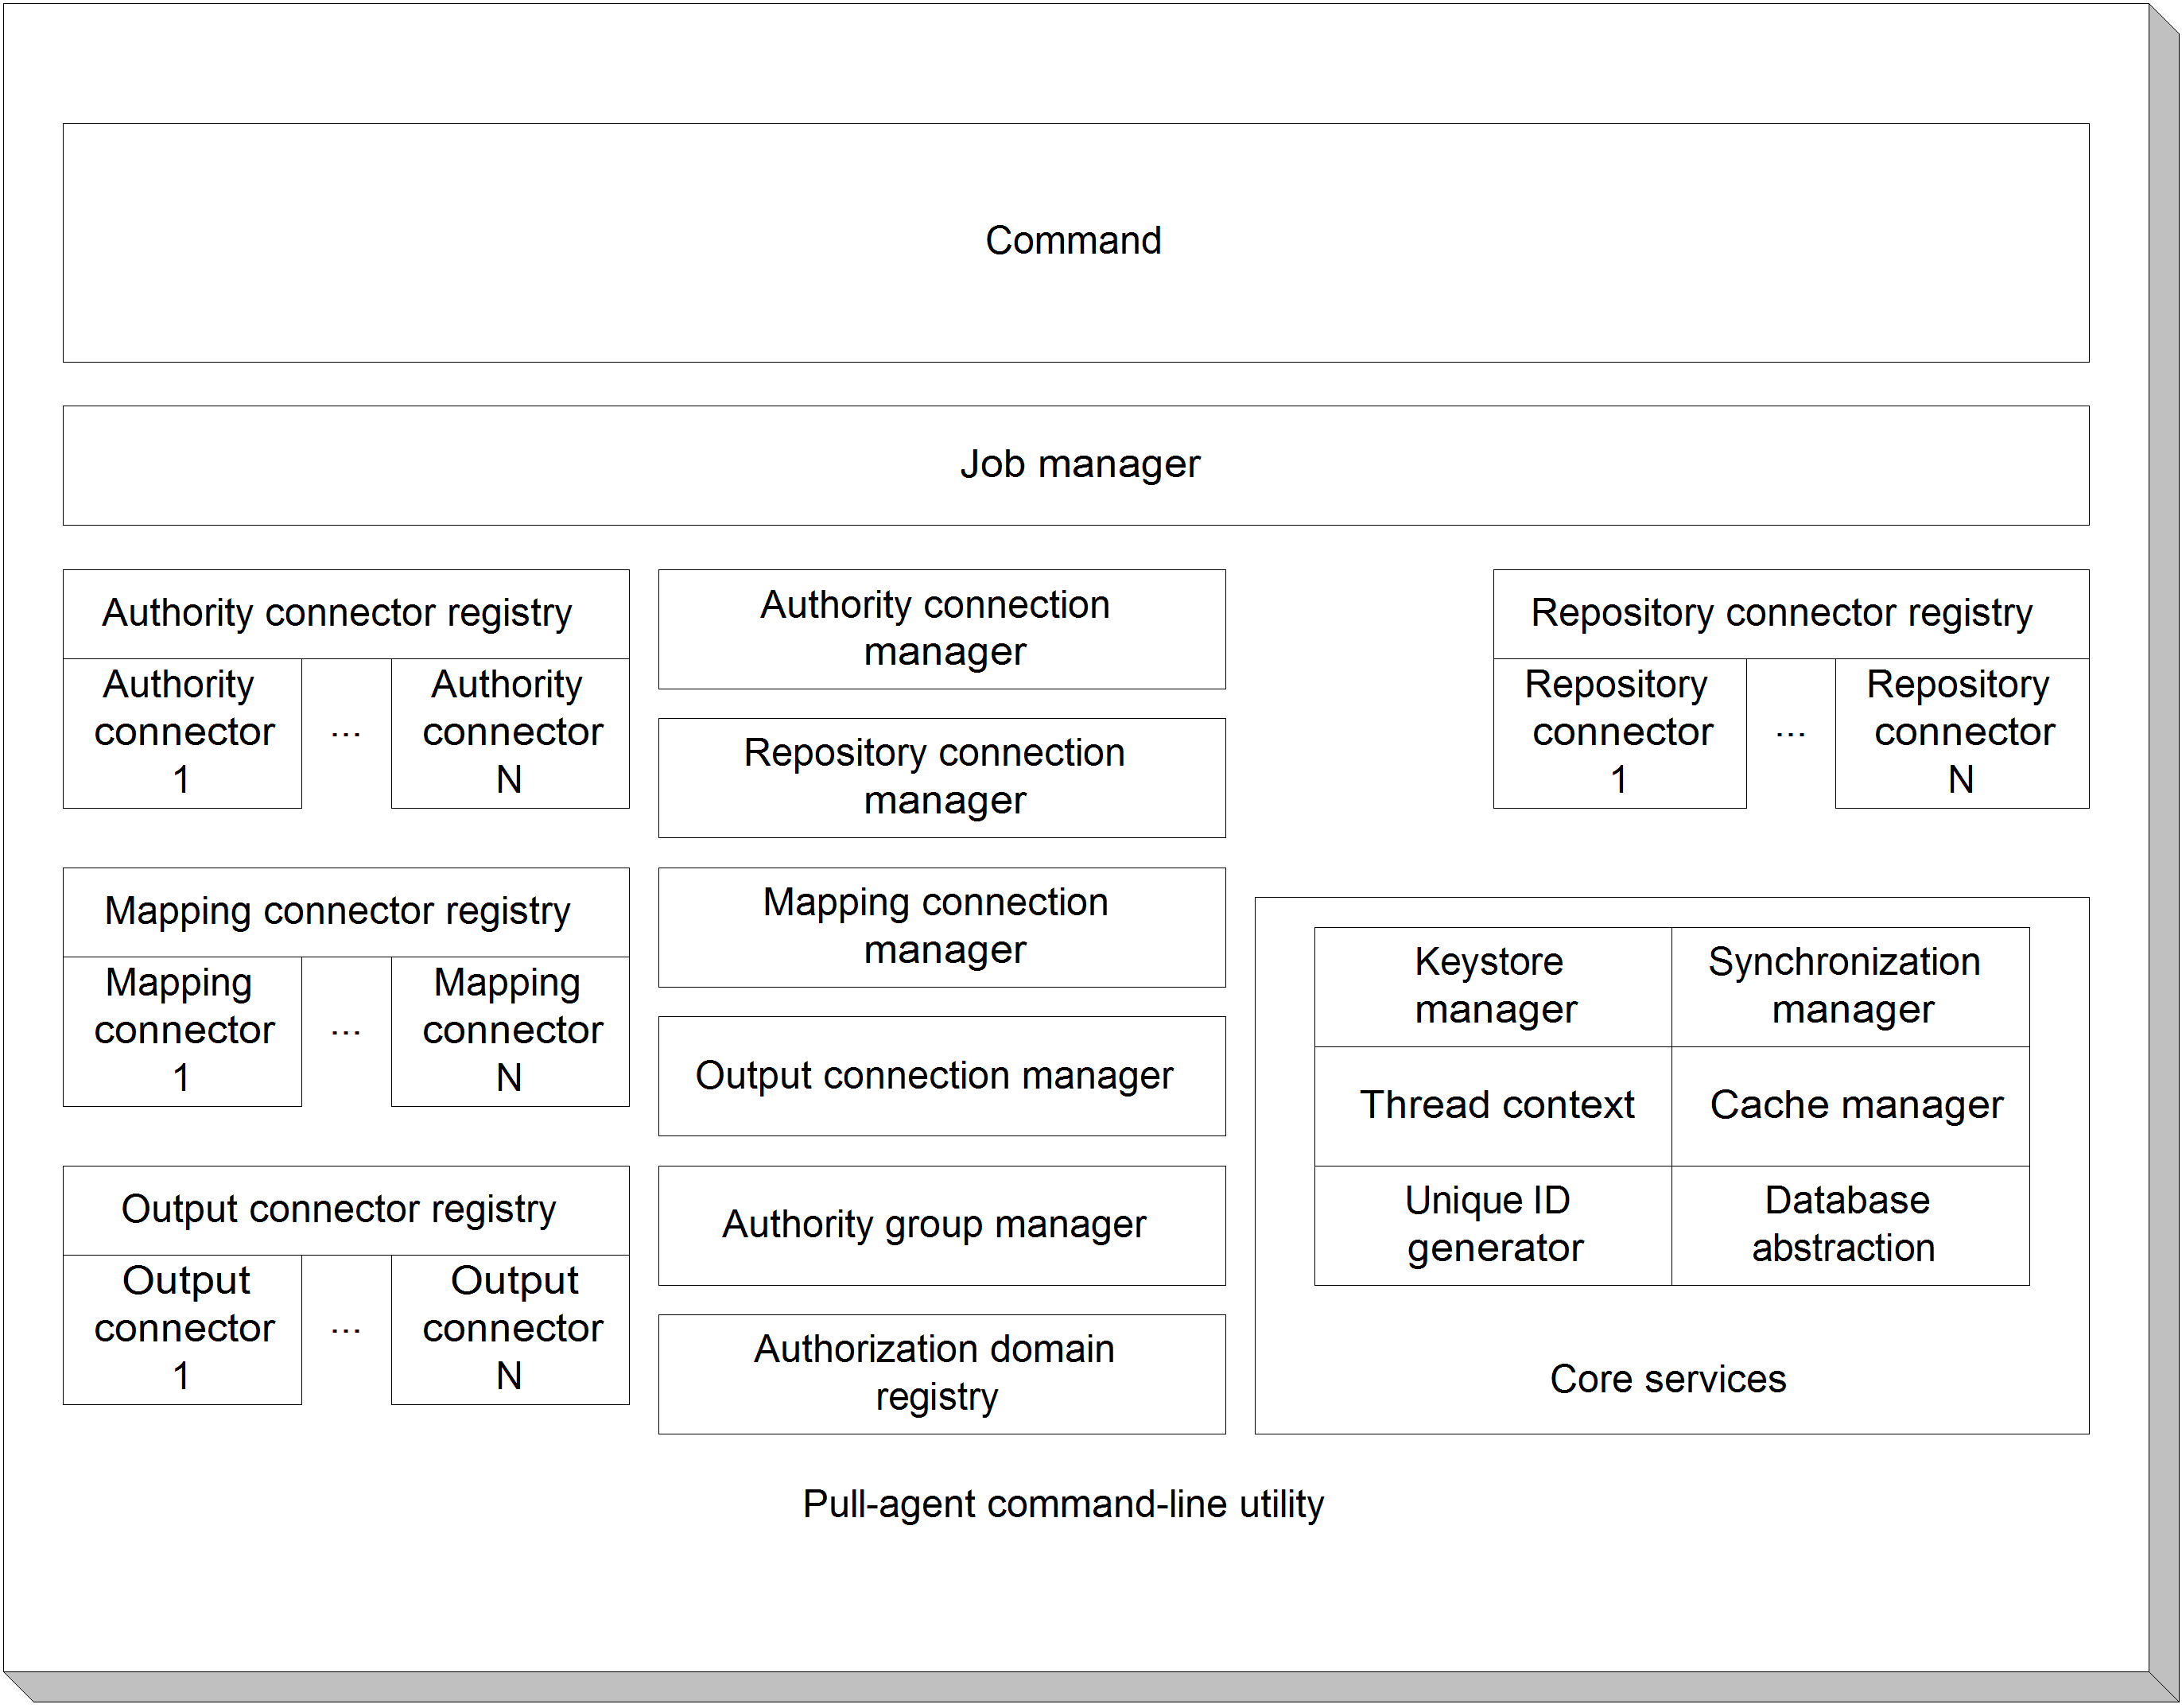 Command
Job manager
Authority connector registry
Authority
connector
1
...
Authority
connector
N
Mapping connector registry
Mapping
connector
1
...
Mapping
connector
N
Output connector registry
Output
connector
1
...
Output
connector
N
Authority connection
manager
Repository connection
manager
Mapping connection
manager
Output connection manager
Authority group manager
Authorization domain
registry
Repository connector registry
Repository
connector
1
...
Repository
connector
N
Keystore
manager
Synchronization
manager
Thread context
Cache manager
Unique ID
generator
Database
abstraction
Core services
Pull-agent command-line utility